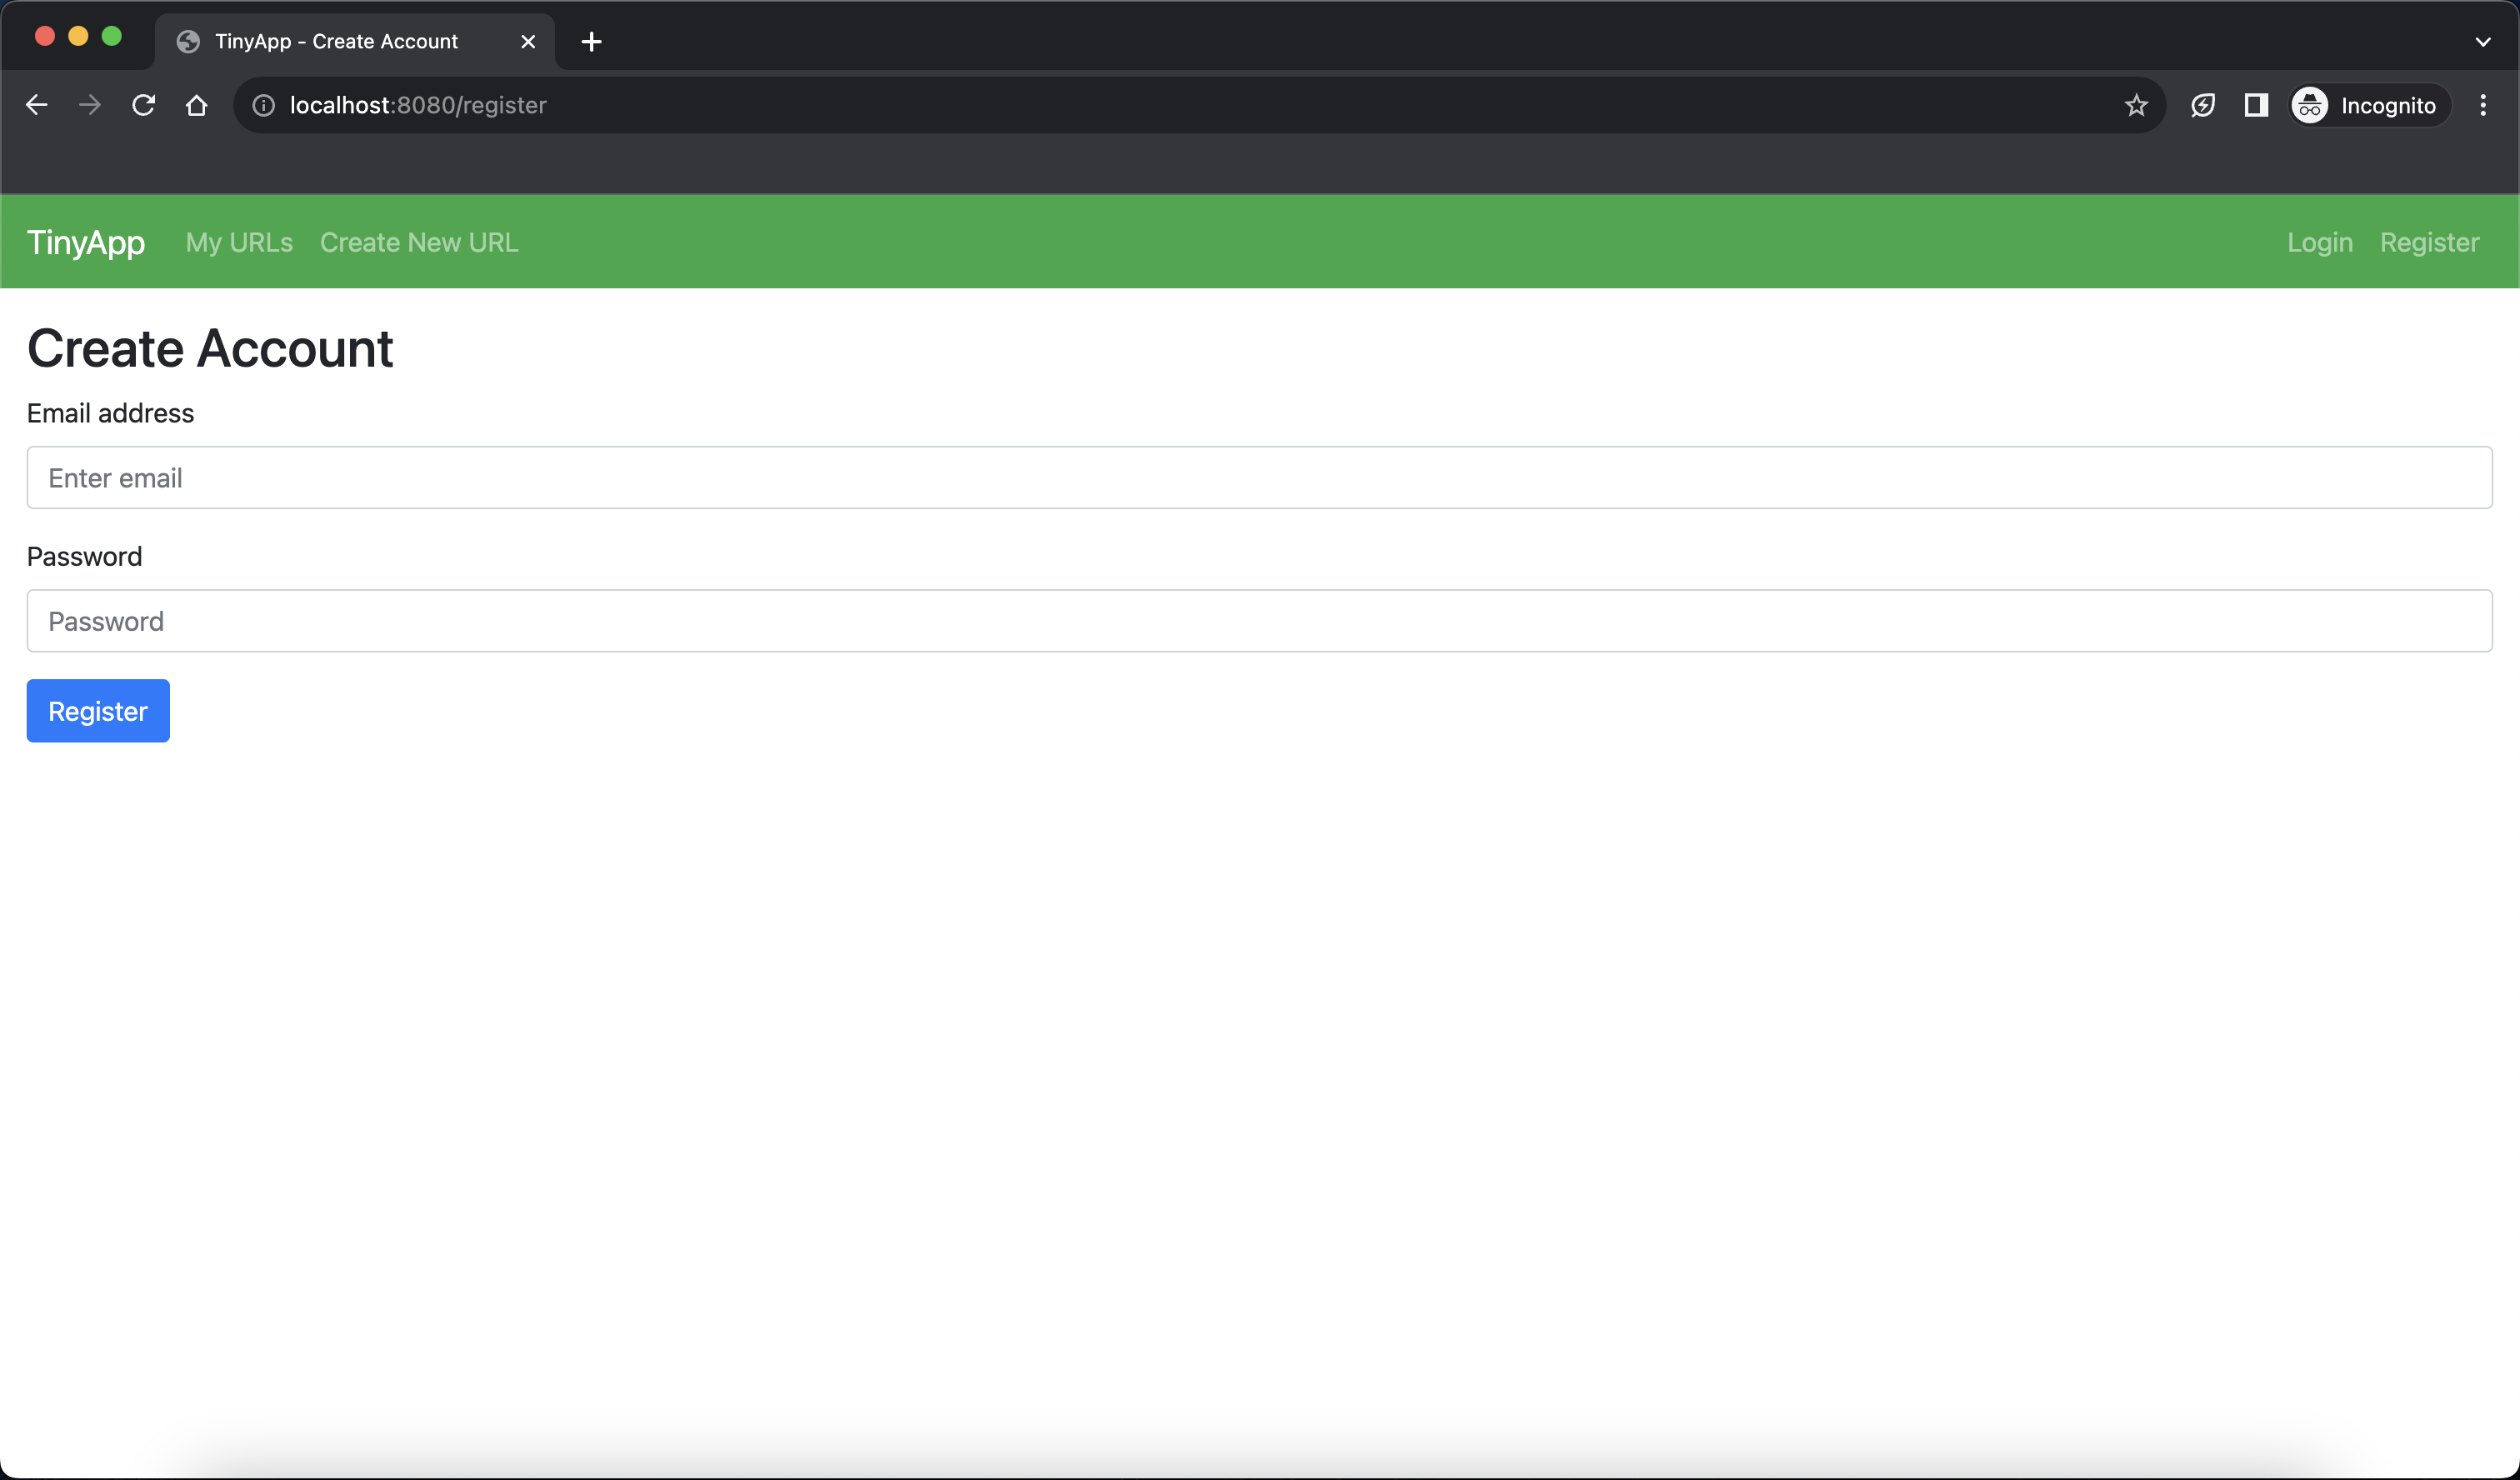 TinyApp - Create Account
localhost:8080/register
Incognito
TinyApp My URLs Create New URL Login Register
Create Account
Email address
Enter email
Password
Password
Register